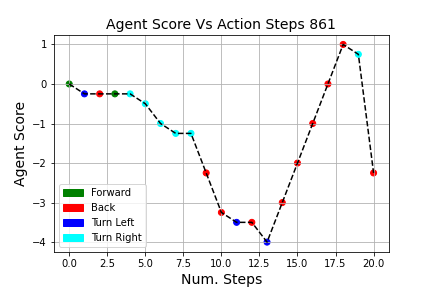 Agent Score Vs Action Steps 861
1
0
−1
−2
−3
−4
Agent Score
Forward
Back
Turn Left
Turn Right
0.0 2.5 5.0 7.5 10.0 12.5 15.0 17.5 20.0
Num. Steps